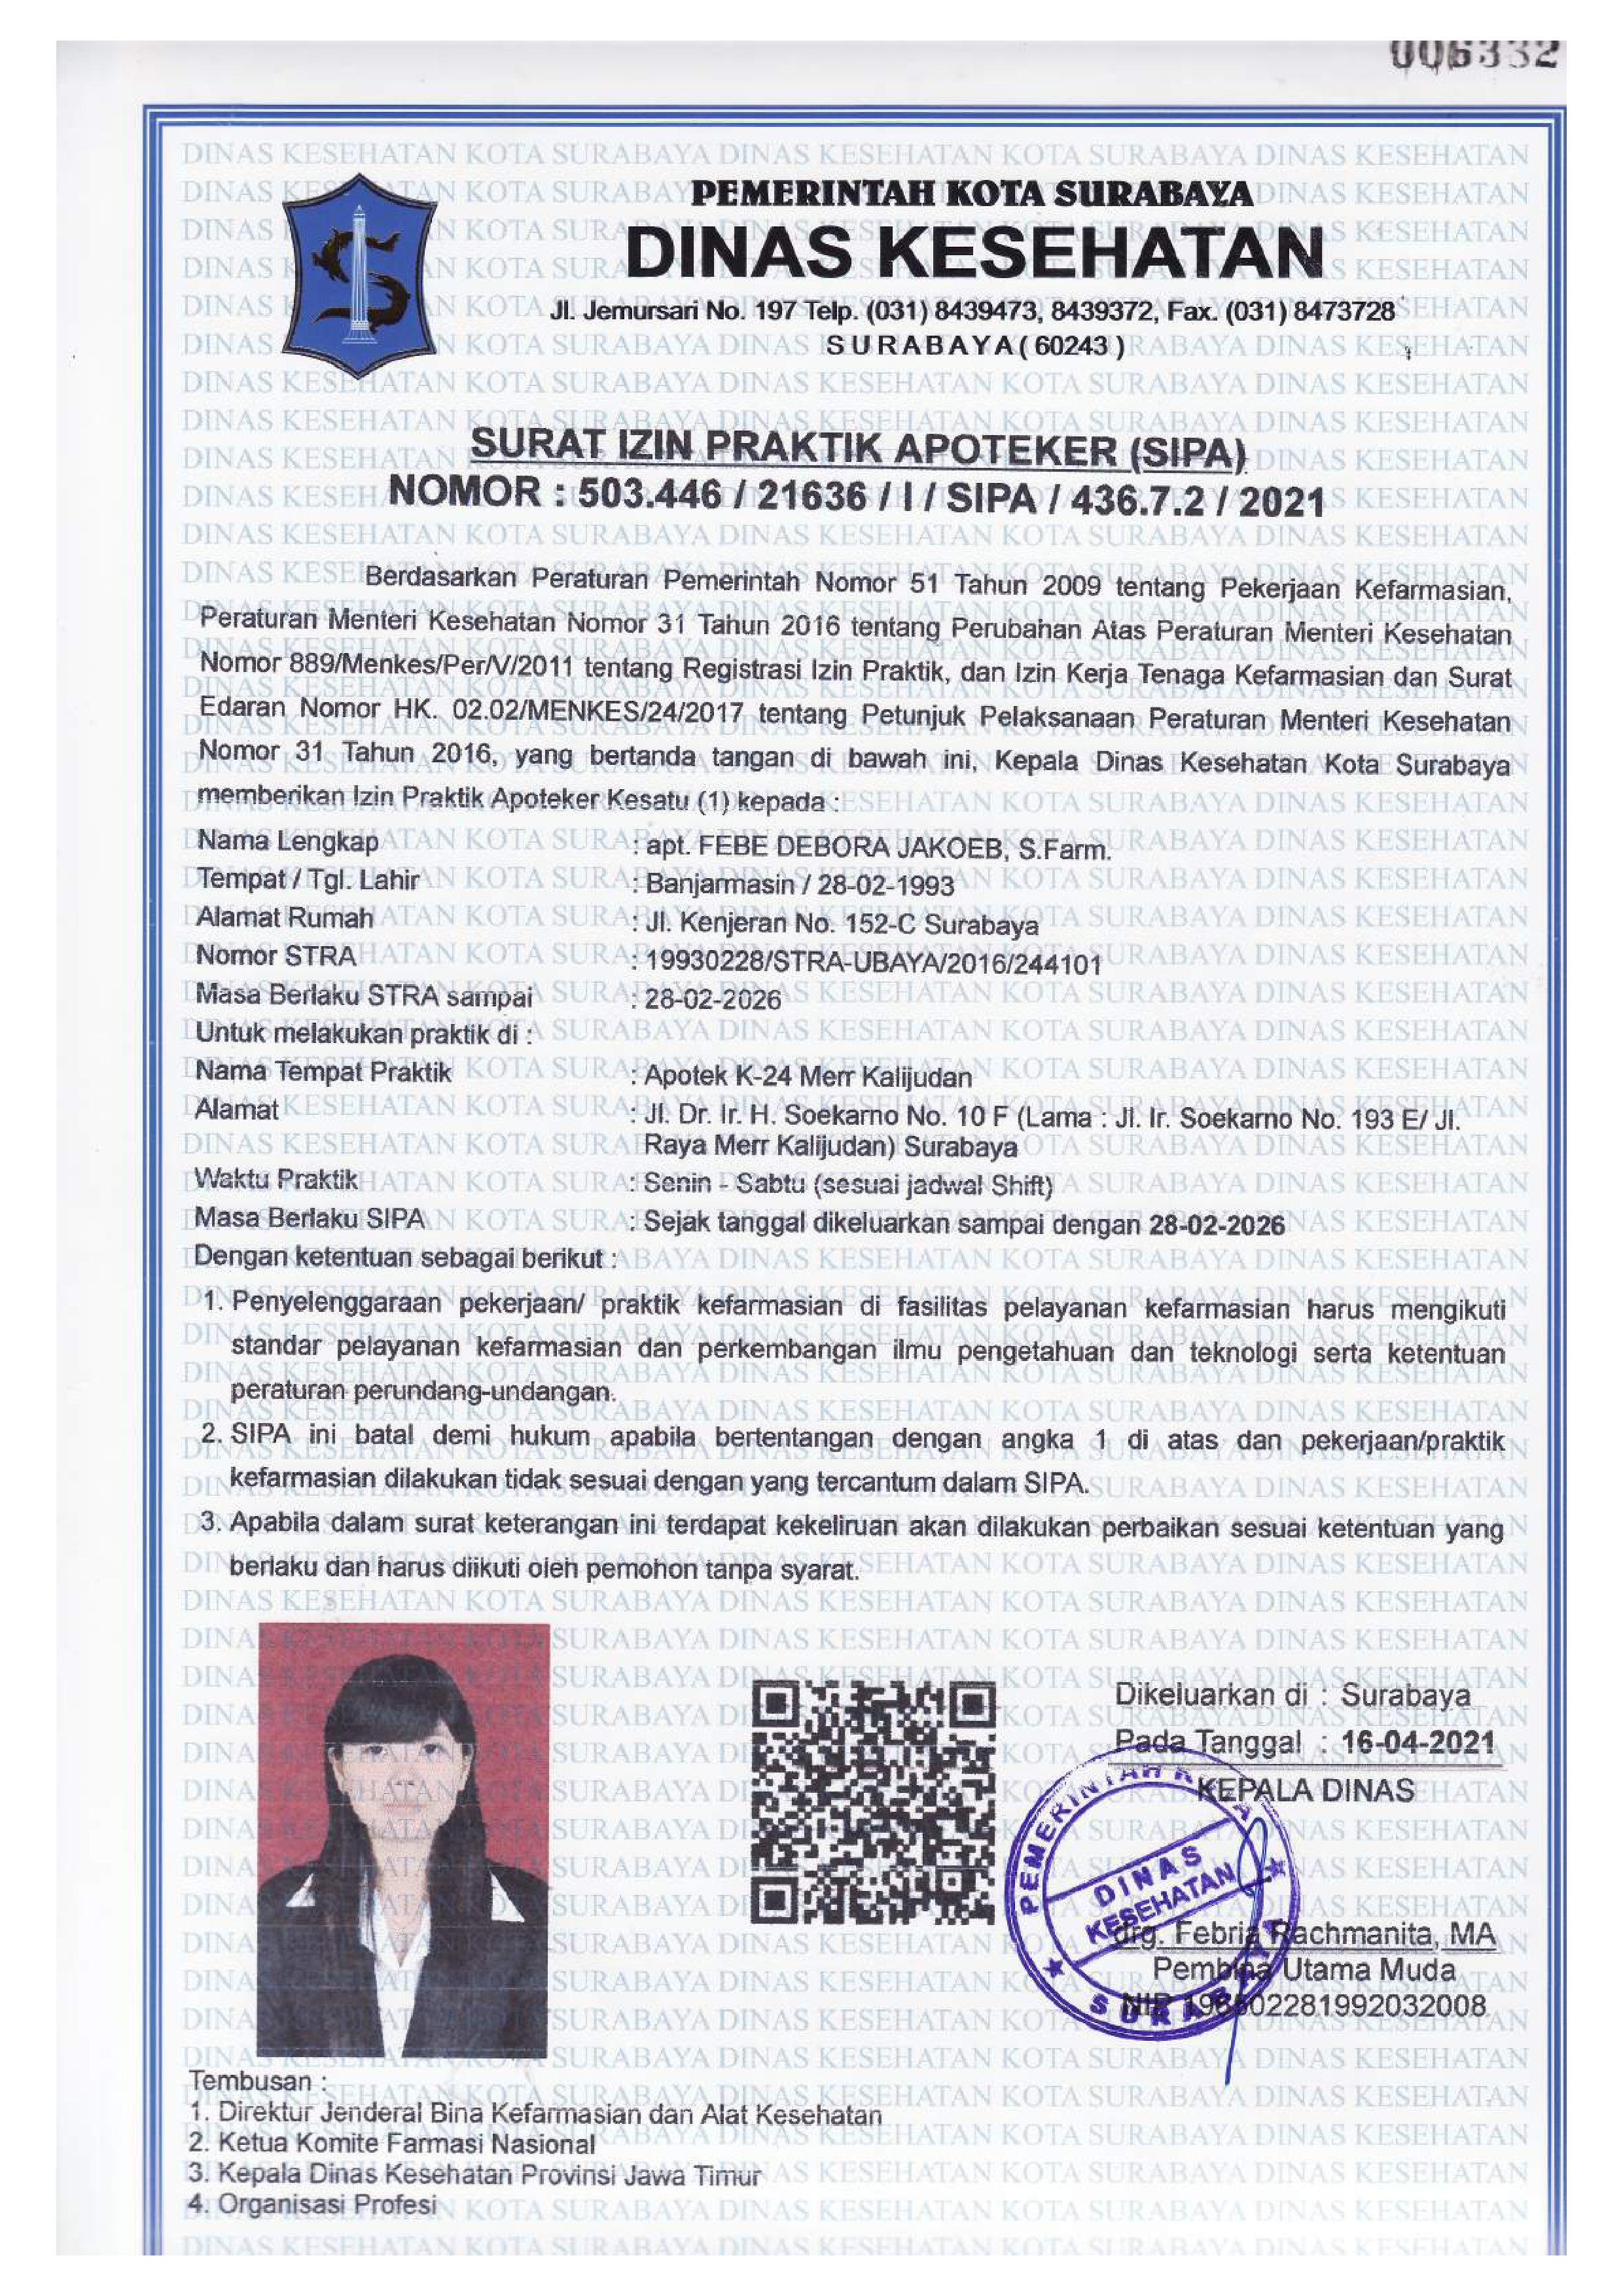 006332
PEMERINTAH KOTA SURABAYA
DINAS KESEHATAN
Jl. Jemursari No. 197 Telp. (031) 8439473, 8439372, Fax. (031) 8473728
SURABAYA ( 60243 )
SURAT IZIN PRAKTIK APOTEKER (SIPA)
NOMOR : 503.446 / 21636 / I / SIPA / 436.7.2 / 2021
Berdasarkan Peraturan Pemerintah Nomor 51 Tahun 2009 tentang Pekerjaan Kefarmasian,
Peraturan Menteri Kesehatan Nomor 31 Tahun 2016 tentang Perubahan Atas Peraturan Menteri Kesehatan
Nomor 889/Menkes/Per/V/2011 tentang Registrasi Izin Praktik, dan Izin Kerja Tenaga Kefarmasian dan Surat
Edaran Nomor HK. 02.02/MENKES/24/2017 tentang Petunjuk Pelaksanaan Peraturan Menteri Kesehatan
Nomor 31 Tahun 2016, yang bertanda tangan di bawah ini, Kepala Dinas Kesehatan Kota Surabaya
memberikan Izin Praktik Apoteker Kesatu (1) kepada :
Nama Lengkap : apt. FEBE DEBORA JAKOEB, S.Farm.
Tempat / Tgl. Lahir : Banjarmasin / 28-02-1993
Alamat Rumah : Jl. Kenjeran No. 152-C Surabaya
Nomor STRA : 19930228/STRA-UBAYA/2016/244101
Masa Berlaku STRA sampai : 28-02-2026
Untuk melakukan praktik di :
Nama Tempat Praktik : Apotek K-24 Merr Kalijudan
Alamat : Jl. Dr. Ir. H. Soekarno No. 10 F (Lama : Jl. Ir. Soekarno No. 193 E/ Jl.
Raya Merr Kalijudan) Surabaya
Waktu Praktik : Senin - Sabtu (sesuai jadwal Shift)
Masa Berlaku SIPA : Sejak tanggal dikeluarkan sampai dengan 28-02-2026
Dengan ketentuan sebagai berikut :
1. Penyelenggaraan pekerjaan/ praktik kefarmasian di fasilitas pelayanan kefarmasian harus mengikuti
standar pelayanan kefarmasian dan perkembangan ilmu pengetahuan dan teknologi serta ketentuan
peraturan perundang-undangan.
2. SIPA ini batal demi hukum apabila bertentangan dengan angka 1 di atas dan pekerjaan/praktik
kefarmasian dilakukan tidak sesuai dengan yang tercantum dalam SIPA.
3. Apabila dalam surat keterangan ini terdapat kekeliruan akan dilakukan perbaikan sesuai ketentuan yang
berlaku dan harus diikuti oleh pemohon tanpa syarat.
Dikeluarkan di : Surabaya
Pada Tanggal : 16-04-2021
KEPALA DINAS
PEMERINTAH KOTA
DINAS
KESEHATAN
SURABAYA
drg. Febria Rachmanita, MA
Pembina Utama Muda
NIP 196502281992032008
Tembusan :
1. Direktur Jenderal Bina Kefarmasian dan Alat Kesehatan
2. Ketua Komite Farmasi Nasional
3. Kepala Dinas Kesehatan Provinsi Jawa Timur
4. Organisasi Profesi